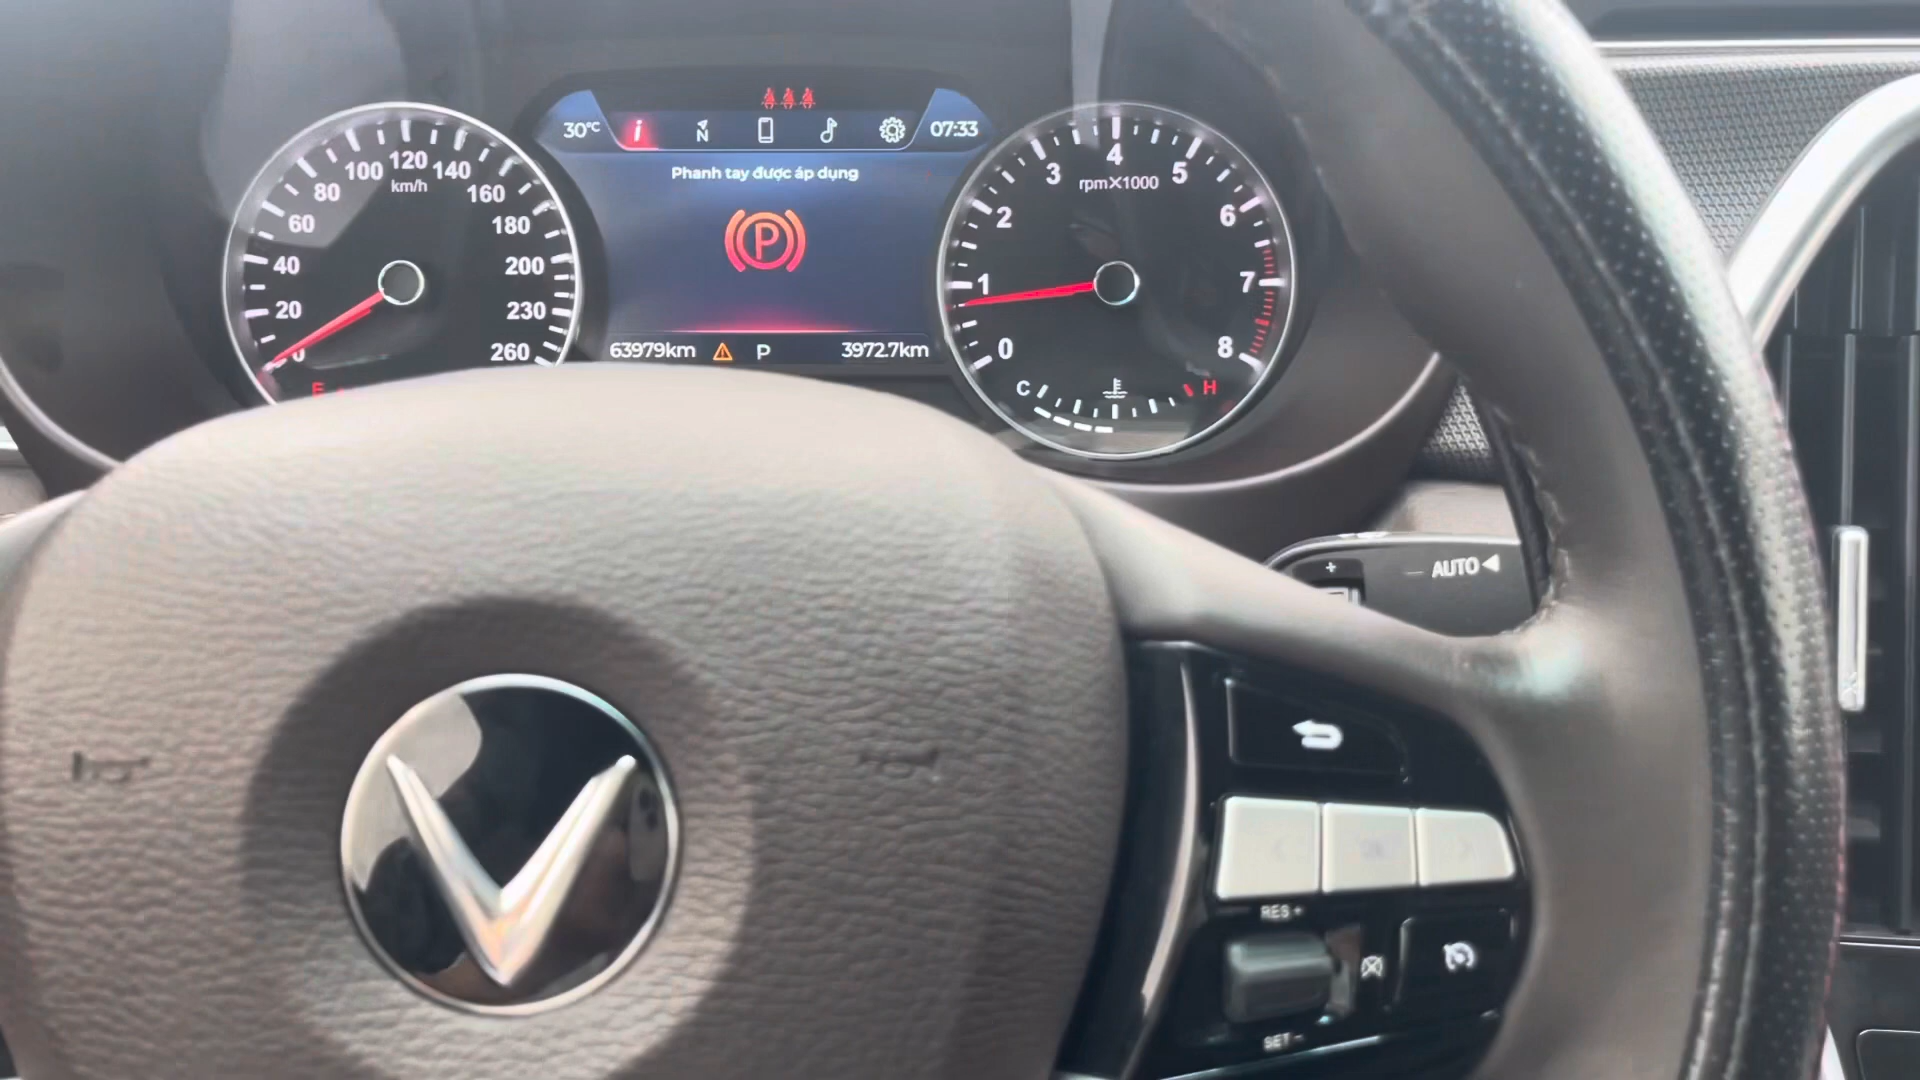 30°C N 07:33
Phanh tay được áp dụng
P
63979km P 3972.7km
0 20 40 60 80 100 120 140 160 180 200 230 260
km/h
E
0 1 2 3 4 5 6 7 8
rpm×1000
C H
+
AUTO
RES +
SET -